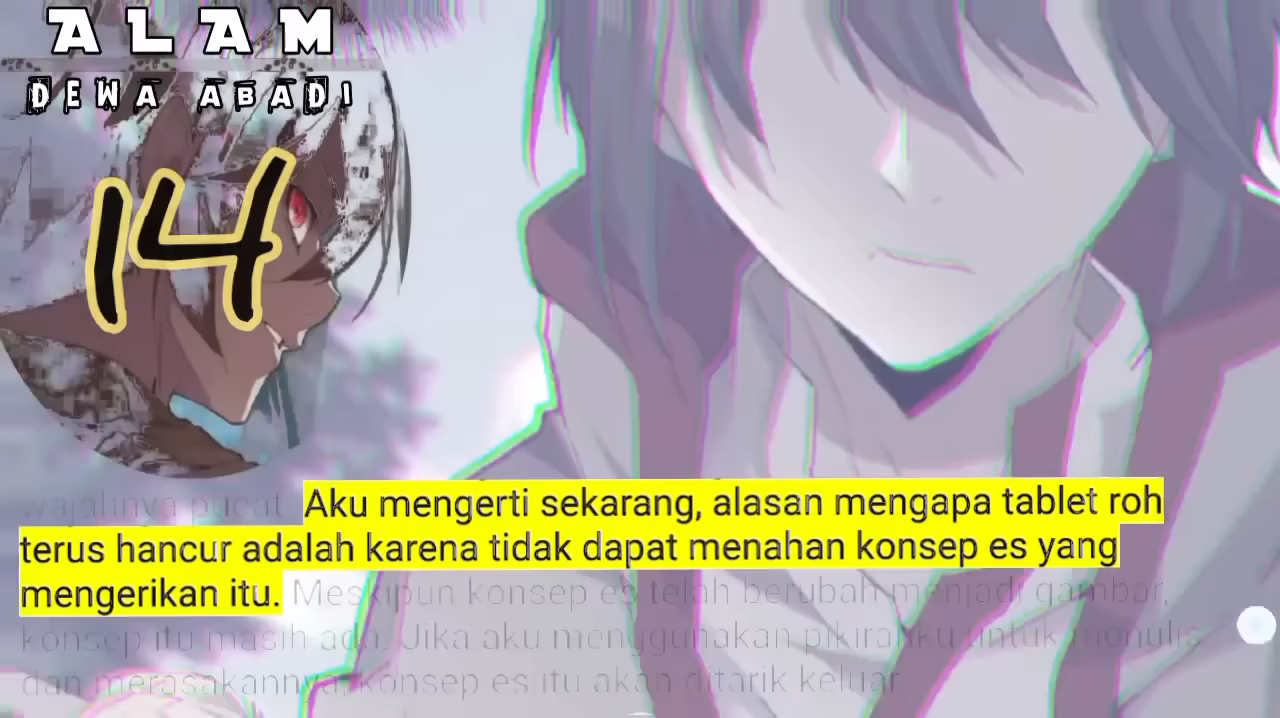 ALAM
DEWA ABADI
14
wajahnya pucat. Aku mengerti sekarang, alasan mengapa tablet roh
terus hancur adalah karena tidak dapat menahan konsep es yang
mengerikan itu. Meskipun konsep es telah berubah menjadi gambar,
konsep itu masih ada. Jika aku menggunakan pikiranku untuk menulis
dan merasakannya, konsep es itu akan ditarik keluar